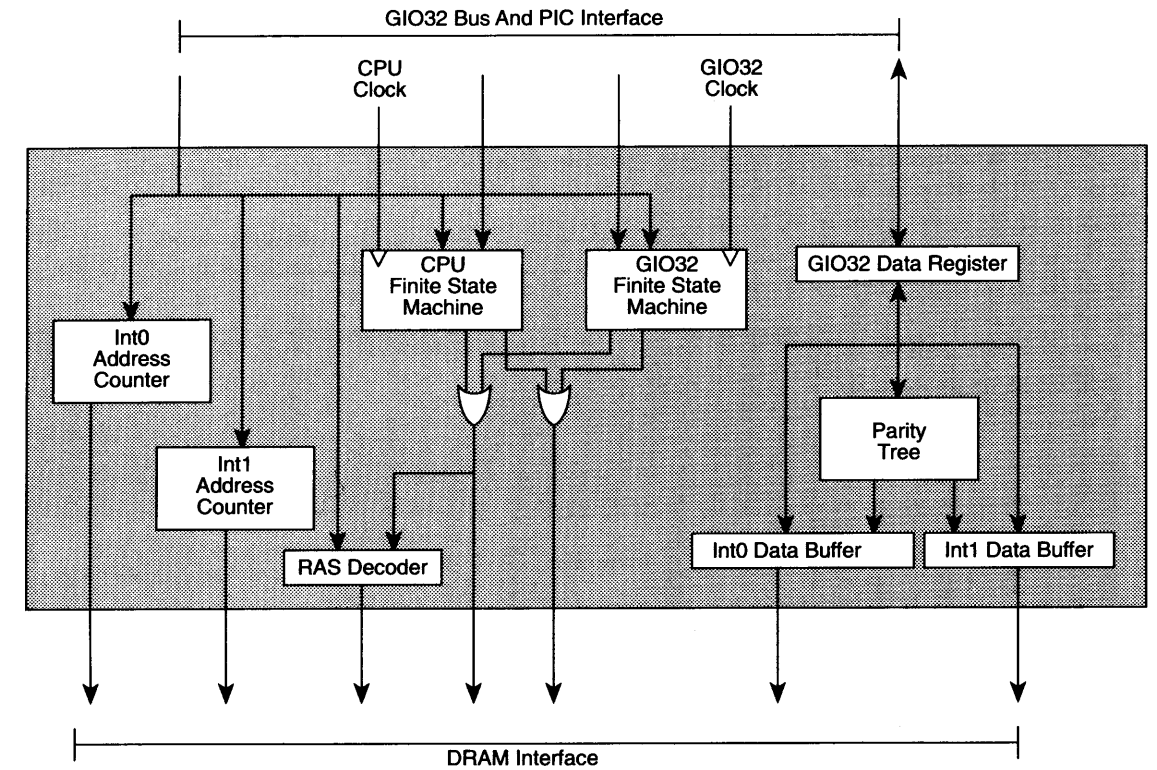 GIO32 Bus And PIC Interface
CPU
Clock
GIO32
Clock
CPU
Finite State
Machine
GIO32
Finite State
Machine
GIO32 Data Register
Int0
Address
Counter
Parity
Tree
Int1
Address
Counter
RAS Decoder
Int0 Data Buffer
Int1 Data Buffer
DRAM Interface